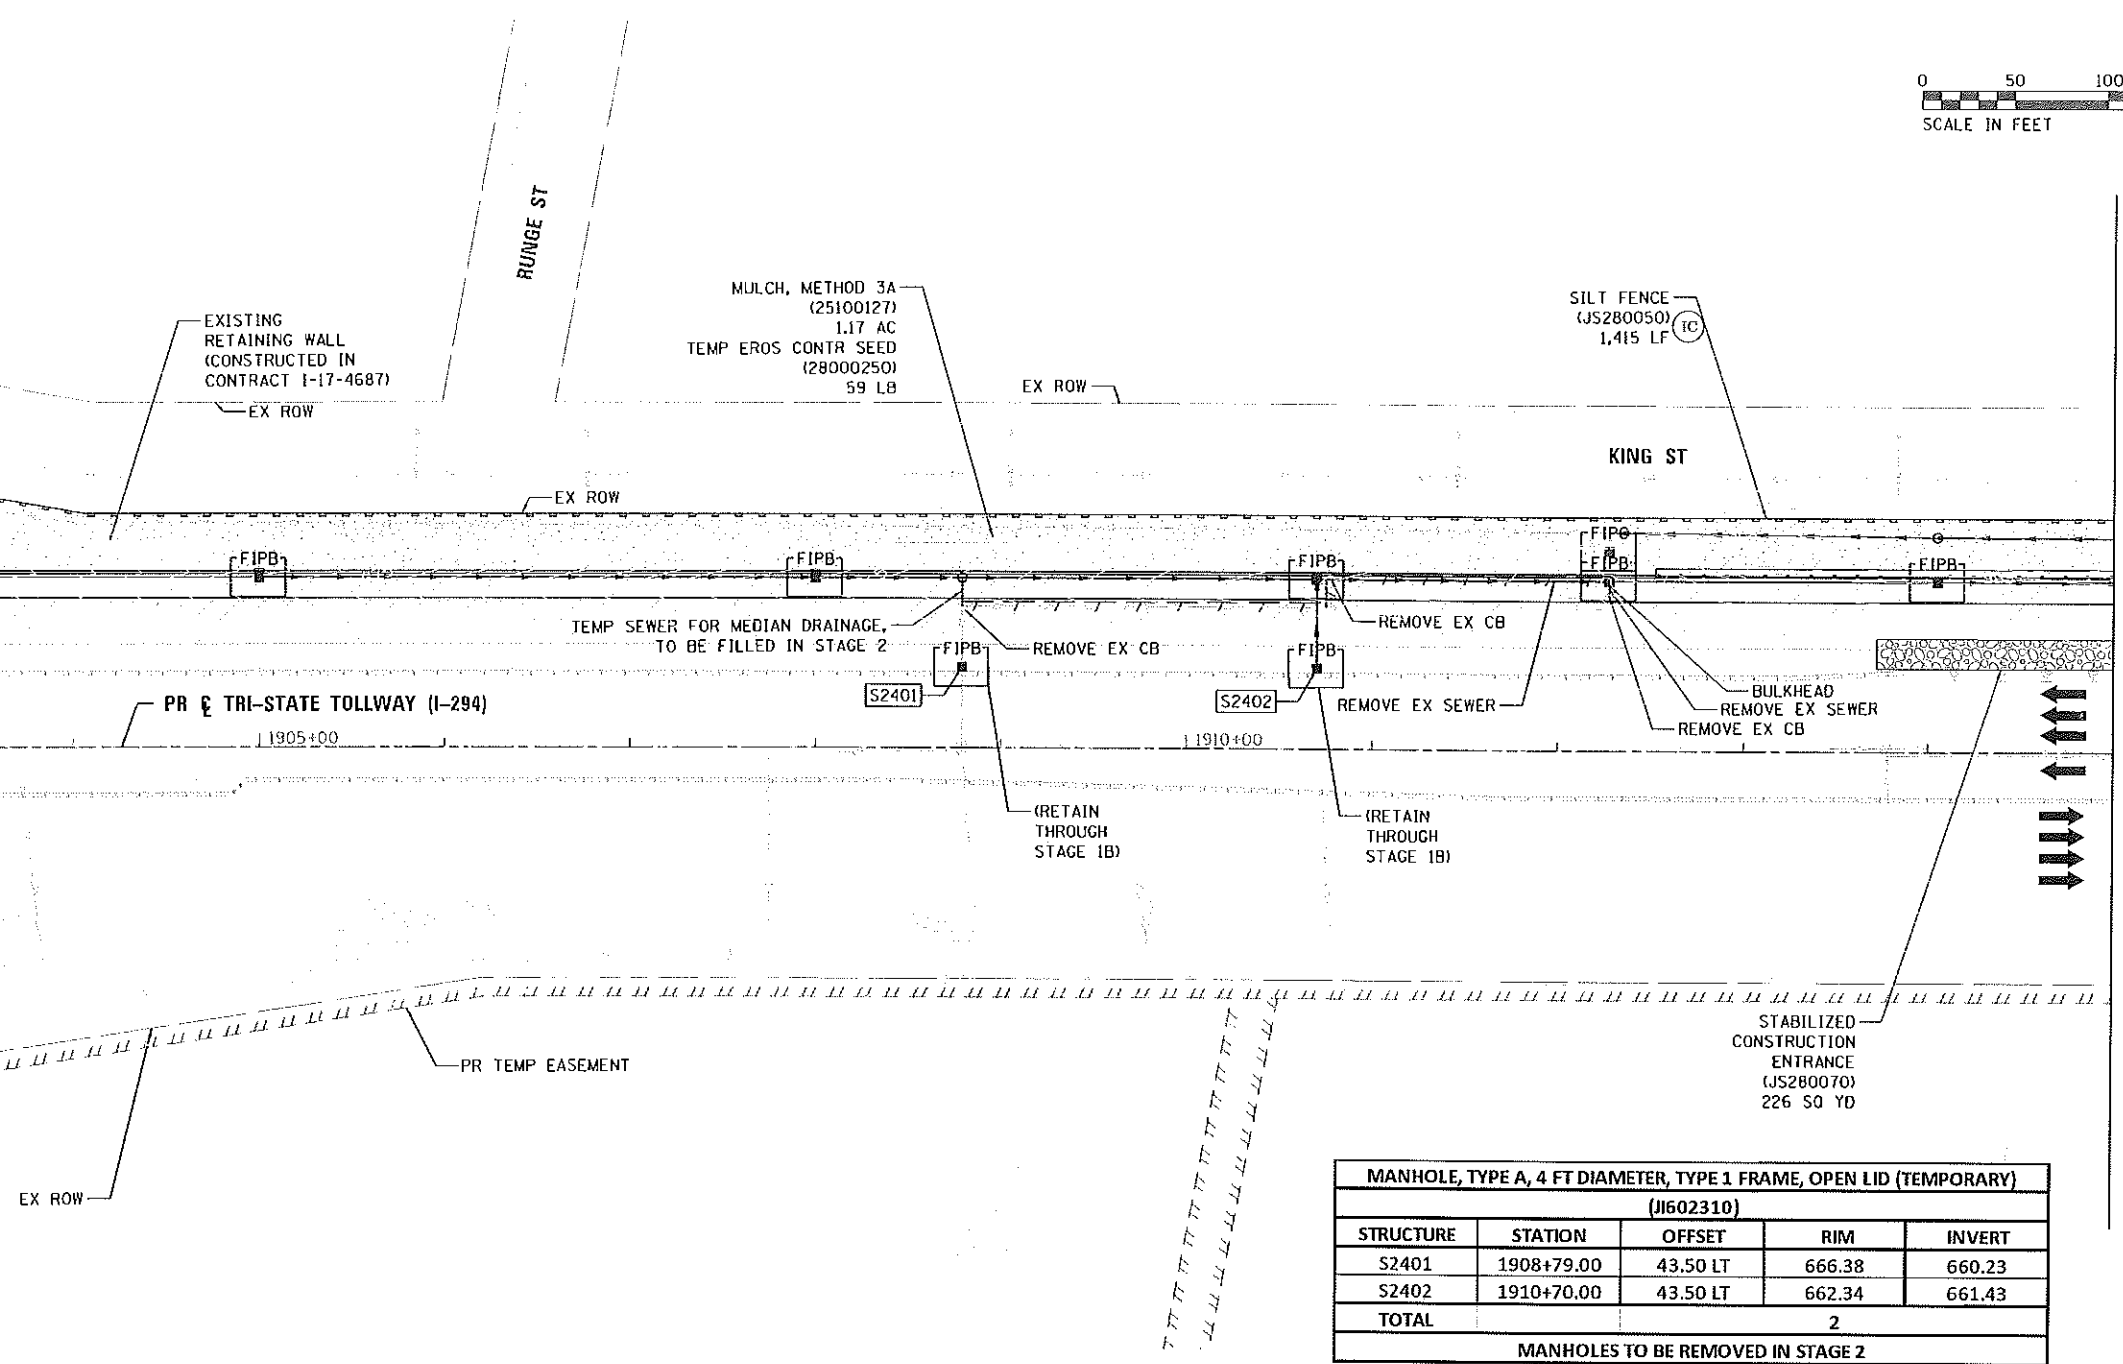 0 50 100
SCALE IN FEET
RUNGE ST
MULCH, METHOD 3A
(25100127)
1.17 AC
TEMP EROS CONTR SEED
(28000250)
59 LB
SILT FENCE
(JS280050)
1,415 LF
IC
EXISTING
RETAINING WALL
(CONSTRUCTED IN
CONTRACT I-17-4687)
EX ROW
EX ROW
KING ST
EX ROW
FIPB
FIPB
FIPB
FIPB
FIPB
FIPB
TEMP SEWER FOR MEDIAN DRAINAGE,
TO BE FILLED IN STAGE 2
REMOVE EX CB
REMOVE EX CB
FIPB
FIPB
S2401
S2402
REMOVE EX SEWER
BULKHEAD
REMOVE EX SEWER
REMOVE EX CB
PR ℄ TRI-STATE TOLLWAY (I-294)
1905+00
1910+00
(RETAIN
THROUGH
STAGE 1B)
(RETAIN
THROUGH
STAGE 1B)
PR TEMP EASEMENT
EX ROW
STABILIZED
CONSTRUCTION
ENTRANCE
(JS280070)
226 SQ YD
MANHOLE, TYPE A, 4 FT DIAMETER, TYPE 1 FRAME, OPEN LID (TEMPORARY)
(JI602310)
STRUCTURE STATION OFFSET RIM INVERT
S2401 1908+79.00 43.50 LT 666.38 660.23
S2402 1910+70.00 43.50 LT 662.34 661.43
TOTAL 2
MANHOLES TO BE REMOVED IN STAGE 2